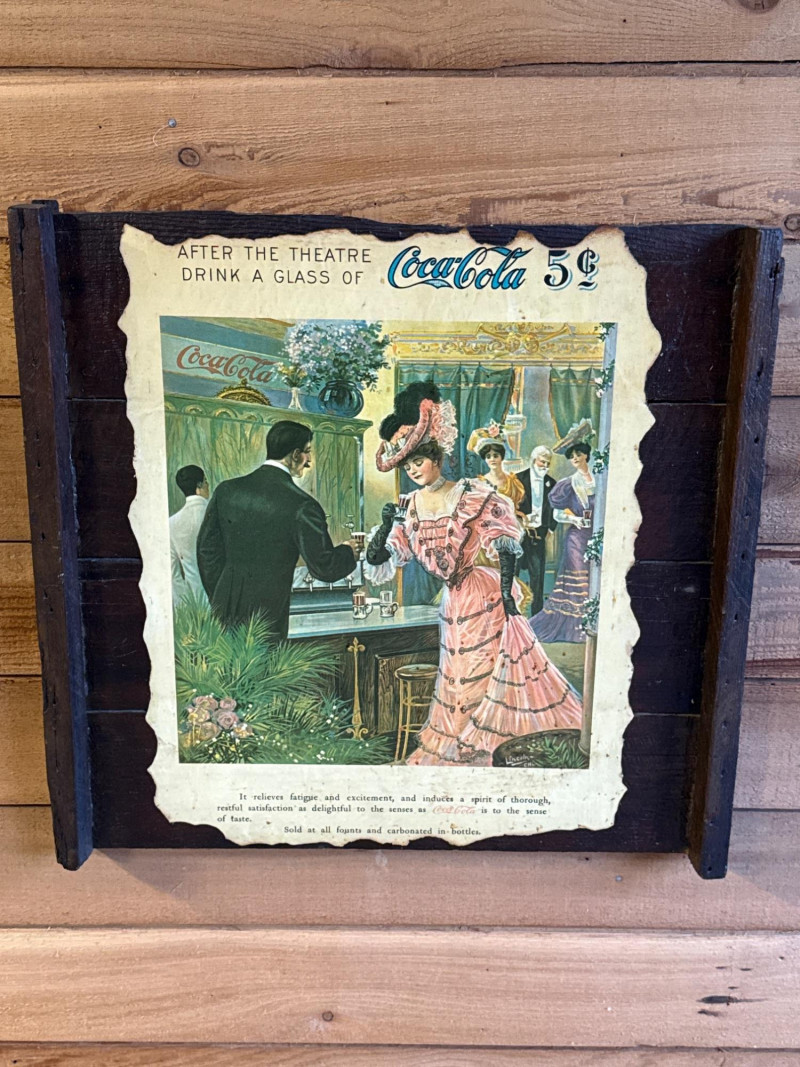 AFTER THE THEATRE
DRINK A GLASS OF Coca-Cola 5¢
Coca-Cola
It relieves fatigue and excitement, and induces a spirit of thorough,
restful satisfaction as delightful to the senses as Coca-Cola is to the sense
of taste.
Sold at all founts and carbonated in bottles.